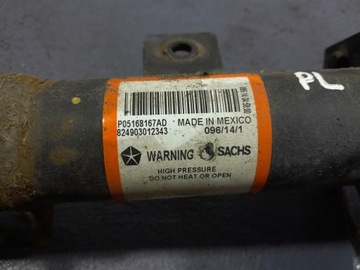 P05168167AD MADE IN MEXICO
824903012343 096/14/1
WARNING SACHS
HIGH PRESSURE
DO NOT HEAT OR OPEN
PL